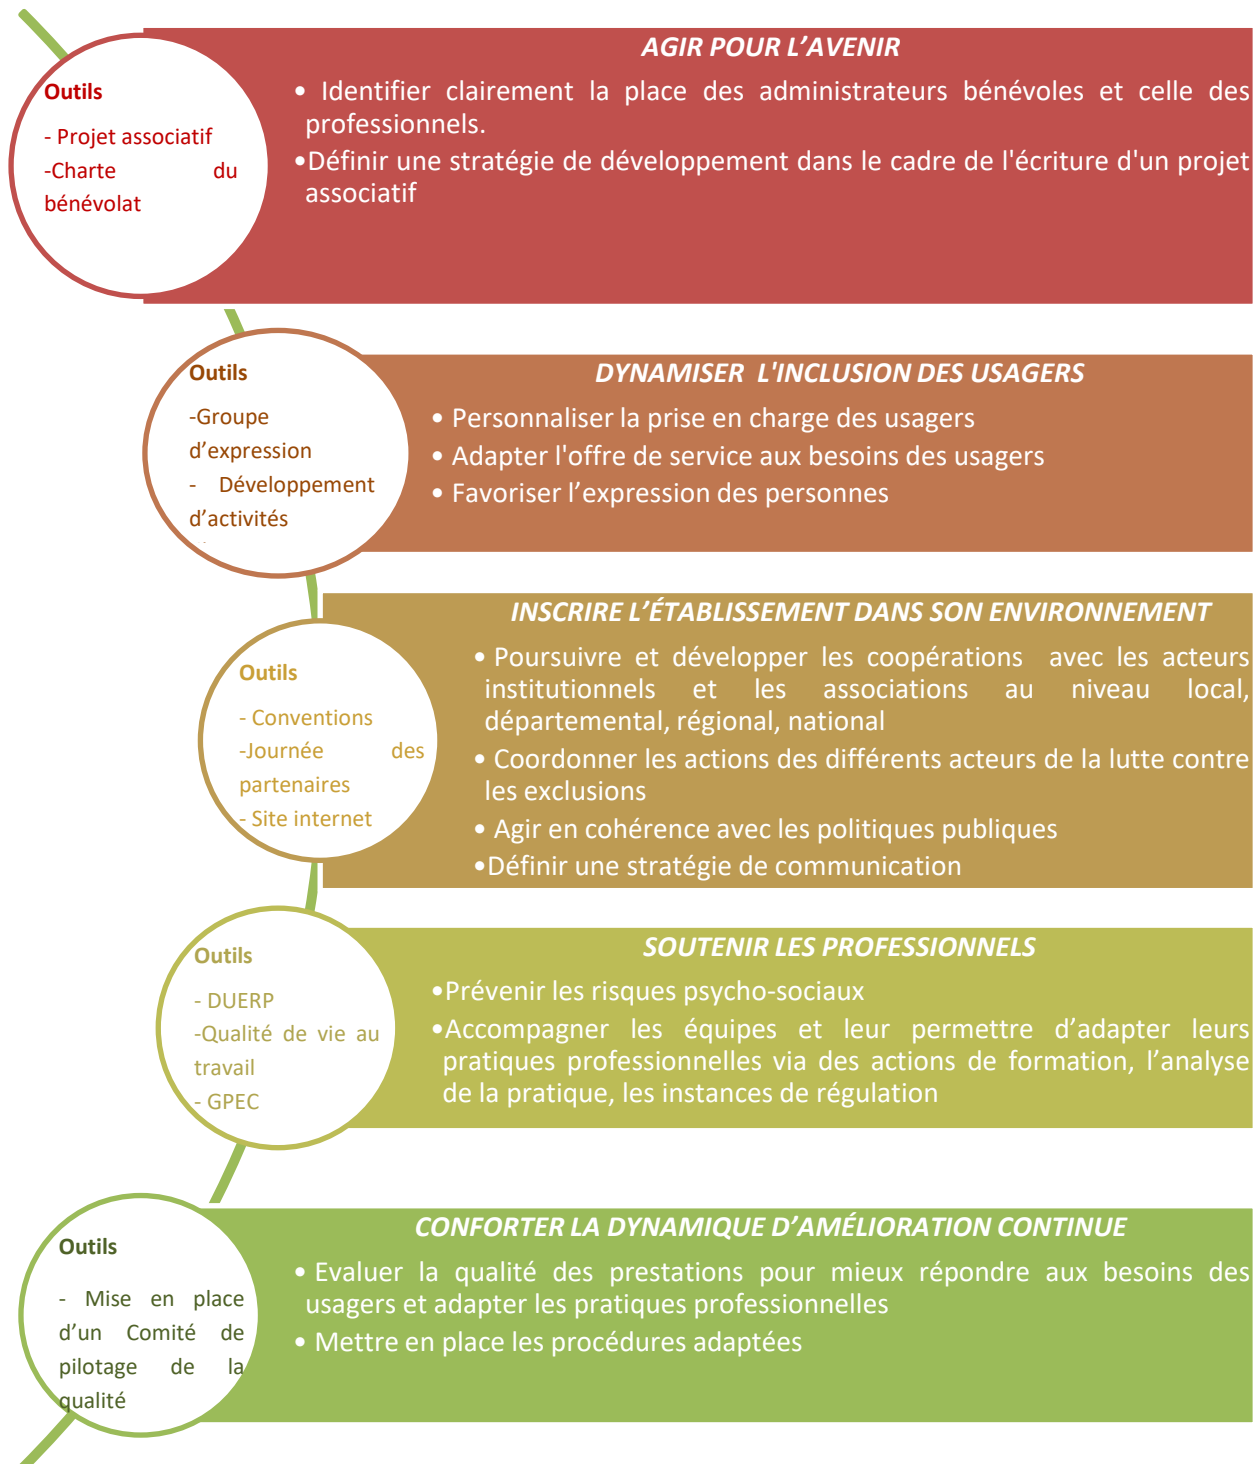 AGIR POUR L’AVENIR
Outils
- Projet associatif
-Charte du
bénévolat
• Identifier clairement la place des administrateurs bénévoles et celle des
professionnels.
•Définir une stratégie de développement dans le cadre de l'écriture d'un projet
associatif
DYNAMISER L'INCLUSION DES USAGERS
Outils
-Groupe
d’expression
- Développement
d’activités
• Personnaliser la prise en charge des usagers
• Adapter l'offre de service aux besoins des usagers
• Favoriser l’expression des personnes
INSCRIRE L’ÉTABLISSEMENT DANS SON ENVIRONNEMENT
Outils
- Conventions
-Journée des
partenaires
- Site internet
• Poursuivre et développer les coopérations avec les acteurs
institutionnels et les associations au niveau local,
départemental, régional, national
• Coordonner les actions des différents acteurs de la lutte contre
les exclusions
• Agir en cohérence avec les politiques publiques
•Définir une stratégie de communication
SOUTENIR LES PROFESSIONNELS
Outils
- DUERP
-Qualité de vie au
travail
- GPEC
•Prévenir les risques psycho-sociaux
•Accompagner les équipes et leur permettre d’adapter leurs
pratiques professionnelles via des actions de formation, l’analyse
de la pratique, les instances de régulation
CONFORTER LA DYNAMIQUE D’AMÉLIORATION CONTINUE
Outils
- Mise en place
d’un Comité de
pilotage de la
qualité
• Evaluer la qualité des prestations pour mieux répondre aux besoins des
usagers et adapter les pratiques professionnelles
• Mettre en place les procédures adaptées